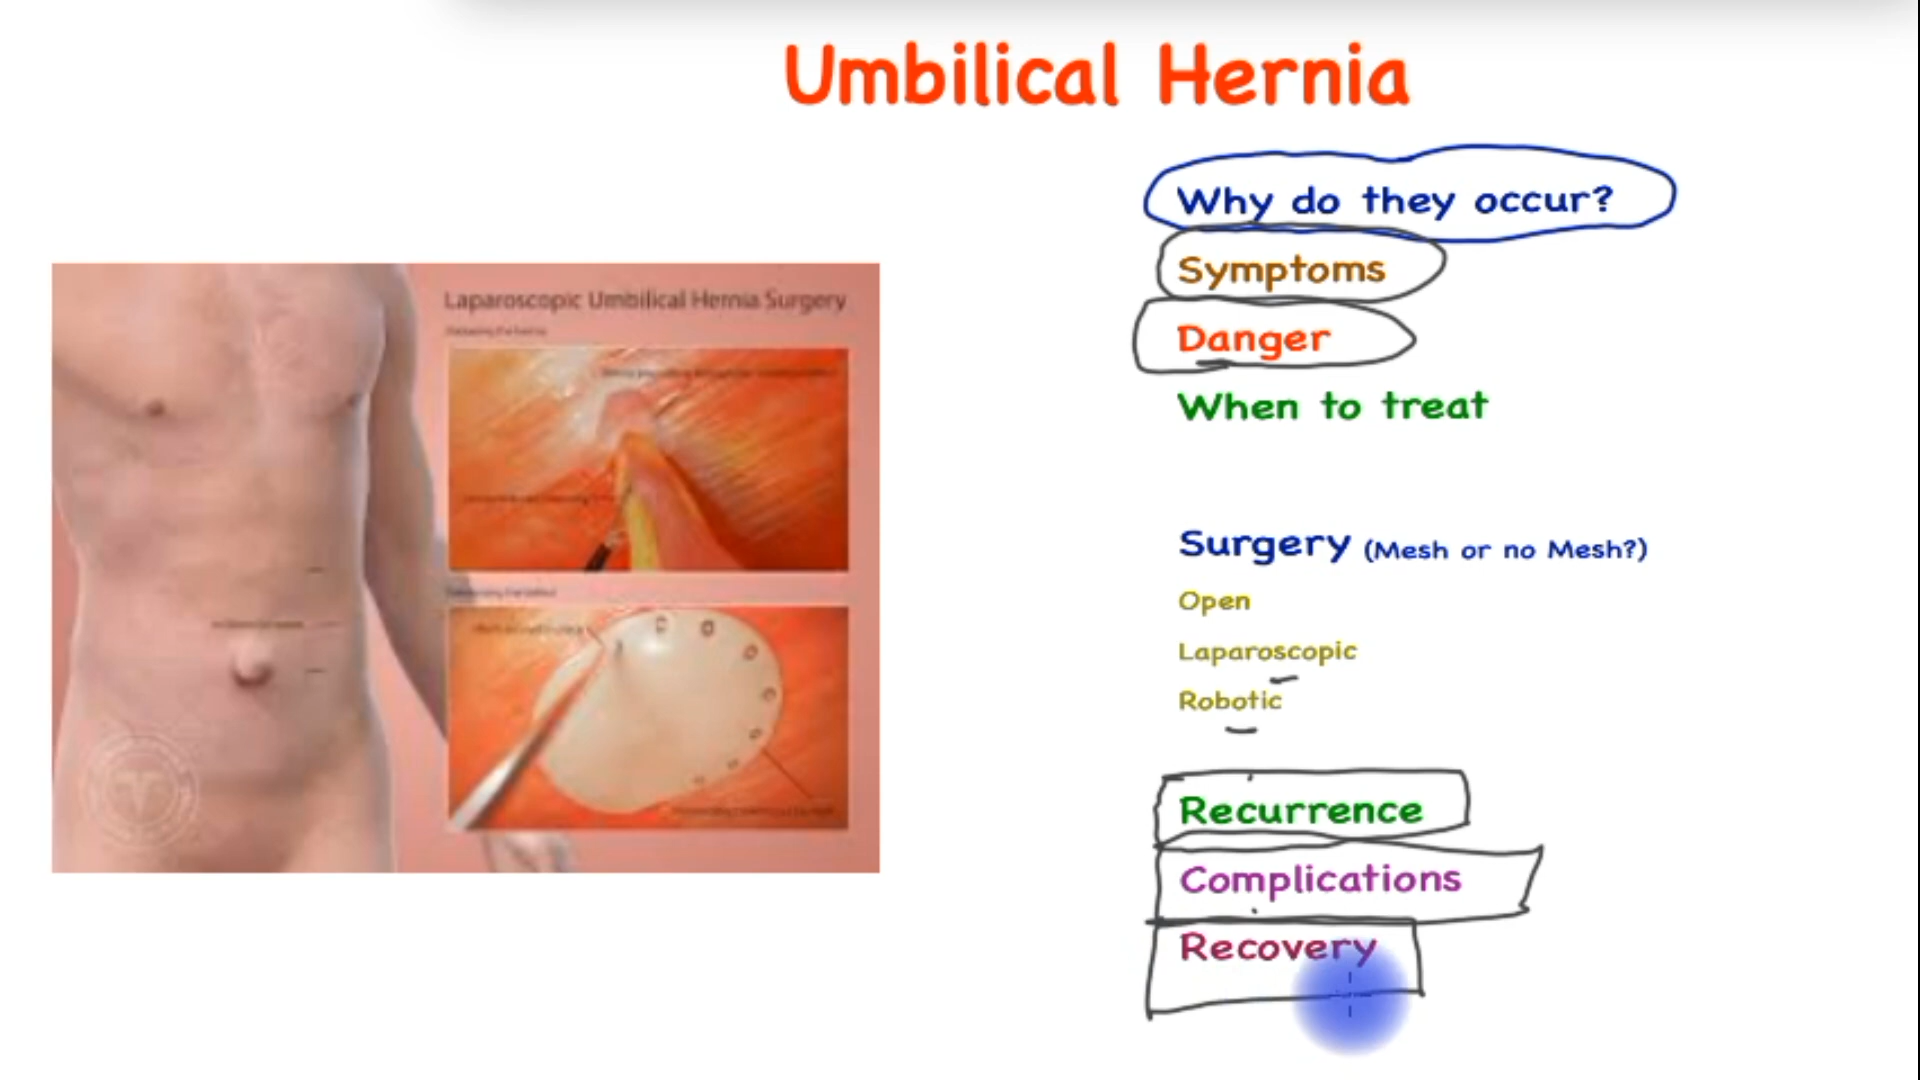 Umbilical Hernia
Why do they occur?
Symptoms
Danger
When to treat
Laparoscopic Umbilical Hernia Surgery
Surgery (Mesh or no Mesh?)
Open
Laparoscopic
Robotic
Recurrence
Complications
Recovery